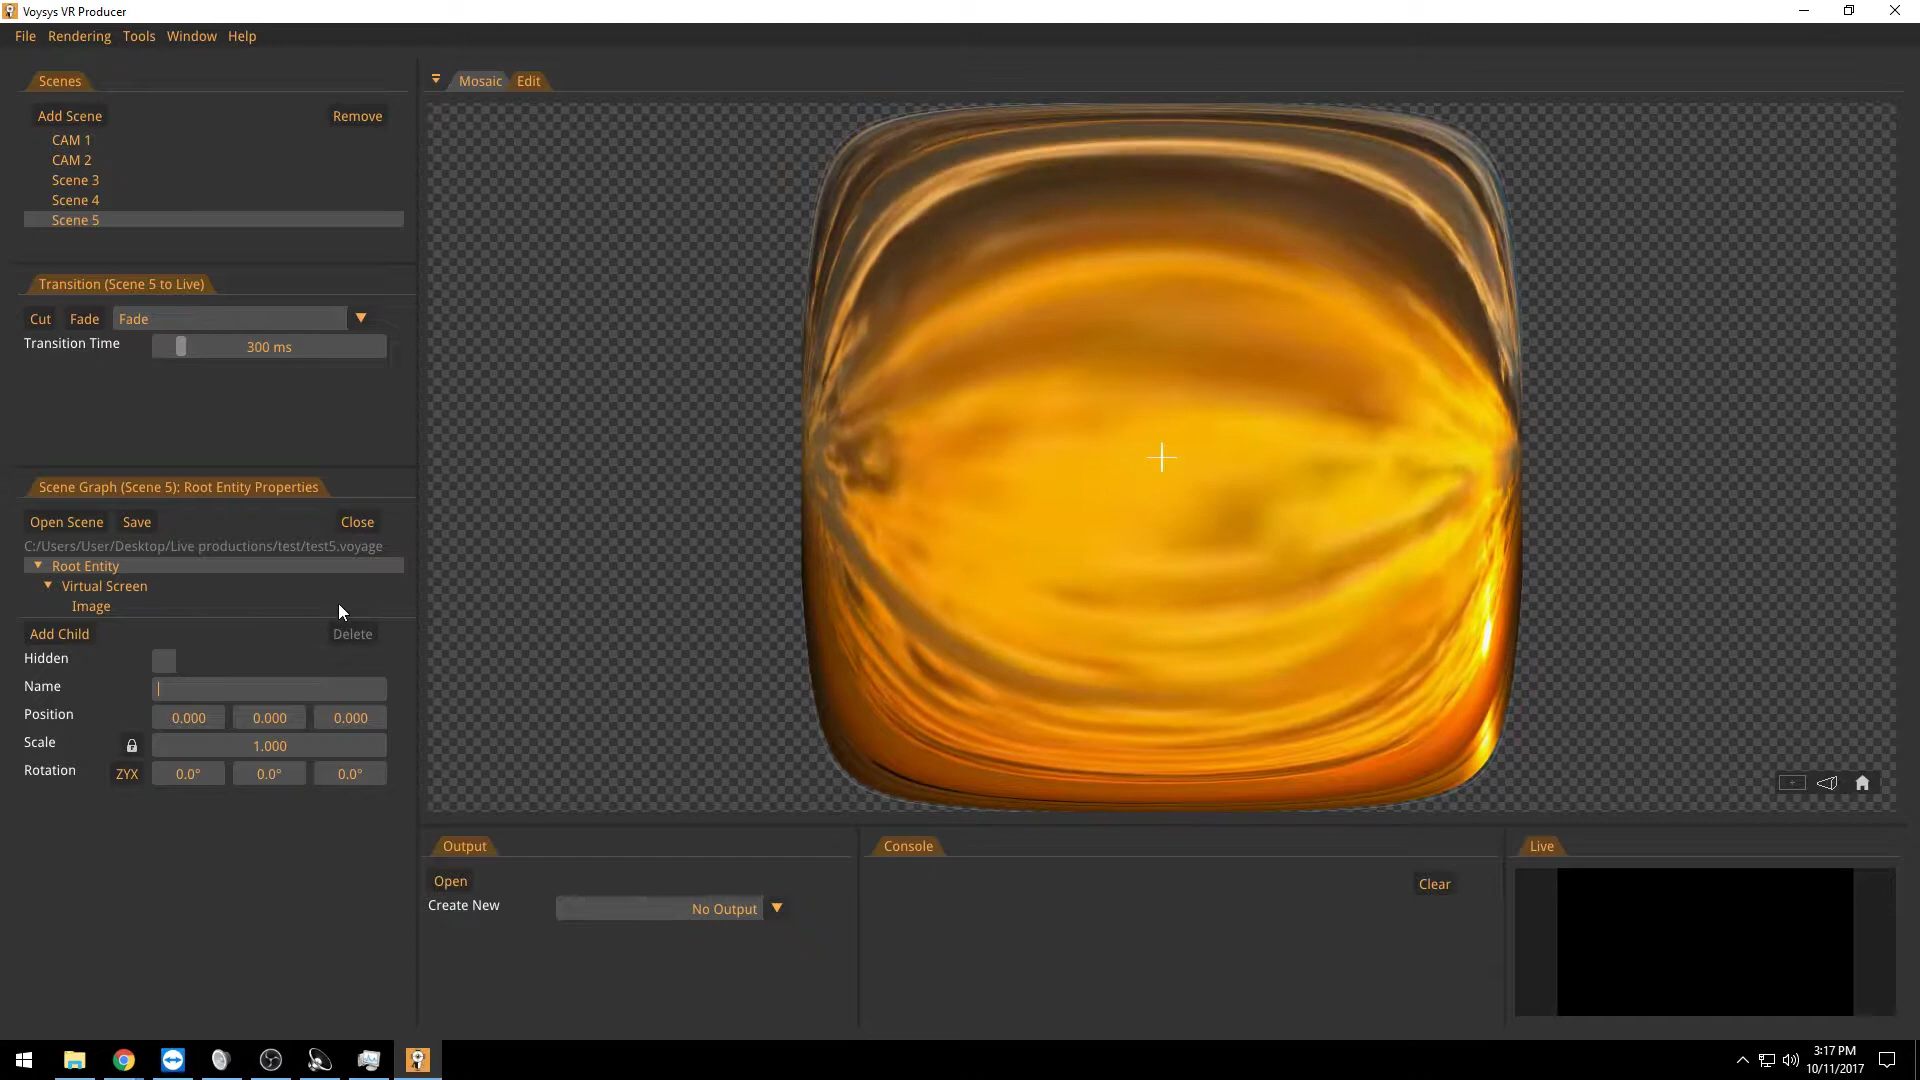 Voysys VR Producer
File Rendering Tools Window Help
Scenes
Add Scene Remove
CAM 1
CAM 2
Scene 3
Scene 4
Scene 5
Transition (Scene 5 to Live)
Cut Fade Fade
Transition Time 300 ms
Scene Graph (Scene 5): Root Entity Properties
Open Scene Save Close
C:/Users/User/Desktop/Live productions/test/test5.voyage
Root Entity
Virtual Screen
Image
Add Child Delete
Hidden
Name
Position 0.000 0.000 0.000
Scale 1.000
Rotation ZYX 0.0° 0.0° 0.0°
Mosaic Edit
Output
Open
Create New No Output
Console
Clear
Live
3:17 PM
10/11/2017